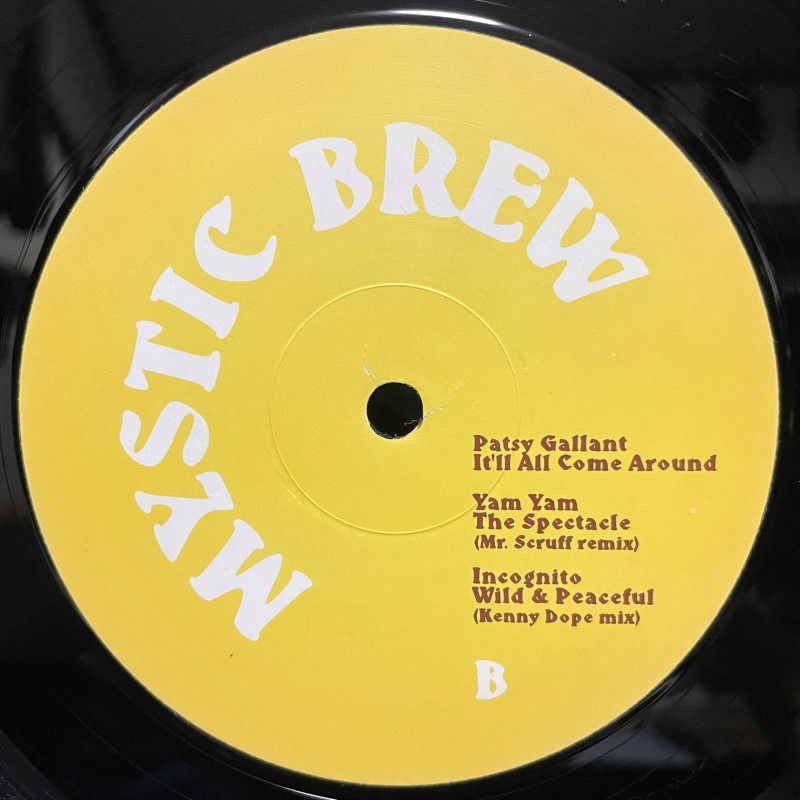 MYSTIC BREW
Patsy Gallant
It'll All Come Around
Yam Yam
The Spectacle
(Mr. Scruff remix)
Incognito
Wild & Peaceful
(Kenny Dope mix)
B